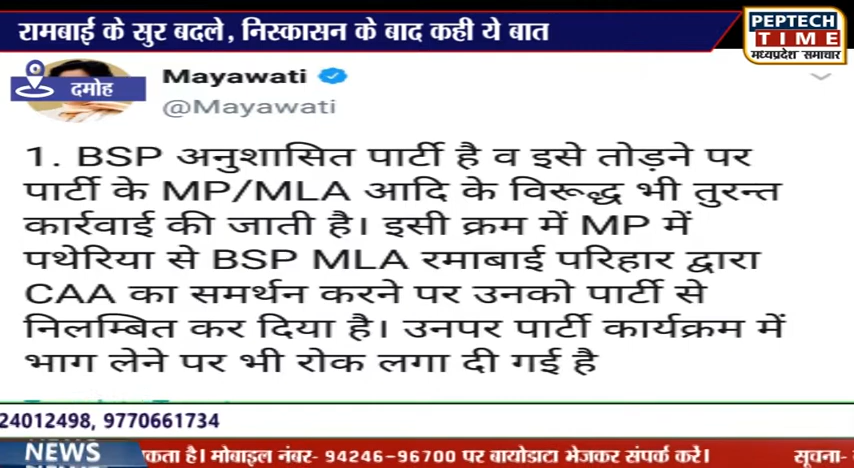 रामबाई के सुर बदले, निस्कासन के बाद कही ये बात
PEPTECH
TIME
मध्यप्रदेश समाचार
दमोह
Mayawati
@Mayawati
1. BSP अनुशासित पार्टी है व इसे तोड़ने पर
पार्टी के MP/MLA आदि के विरूद्ध भी तुरन्त
कार्रवाई की जाती है। इसी क्रम में MP में
पथेरिया से BSP MLA रमाबाई परिहार द्वारा
CAA का समर्थन करने पर उनको पार्टी से
निलम्बित कर दिया है। उनपर पार्टी कार्यक्रम में
भाग लेने पर भी रोक लगा दी गई है
24012498, 9770661734
NEWS
कता है। मोबाइल नंबर- 94246-96700 पर बायोडाटा भेजकर संपर्क करें। सूचना-